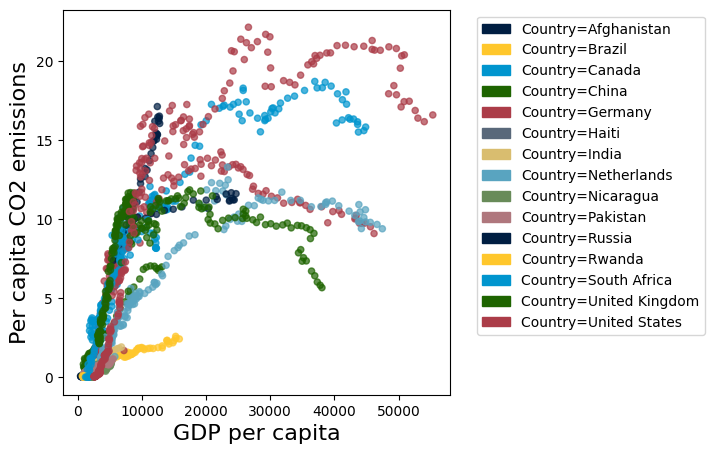 Per capita CO2 emissions
20
15
10
5
0
0 10000 20000 30000 40000 50000
GDP per capita
Country=Afghanistan
Country=Brazil
Country=Canada
Country=China
Country=Germany
Country=Haiti
Country=India
Country=Netherlands
Country=Nicaragua
Country=Pakistan
Country=Russia
Country=Rwanda
Country=South Africa
Country=United Kingdom
Country=United States